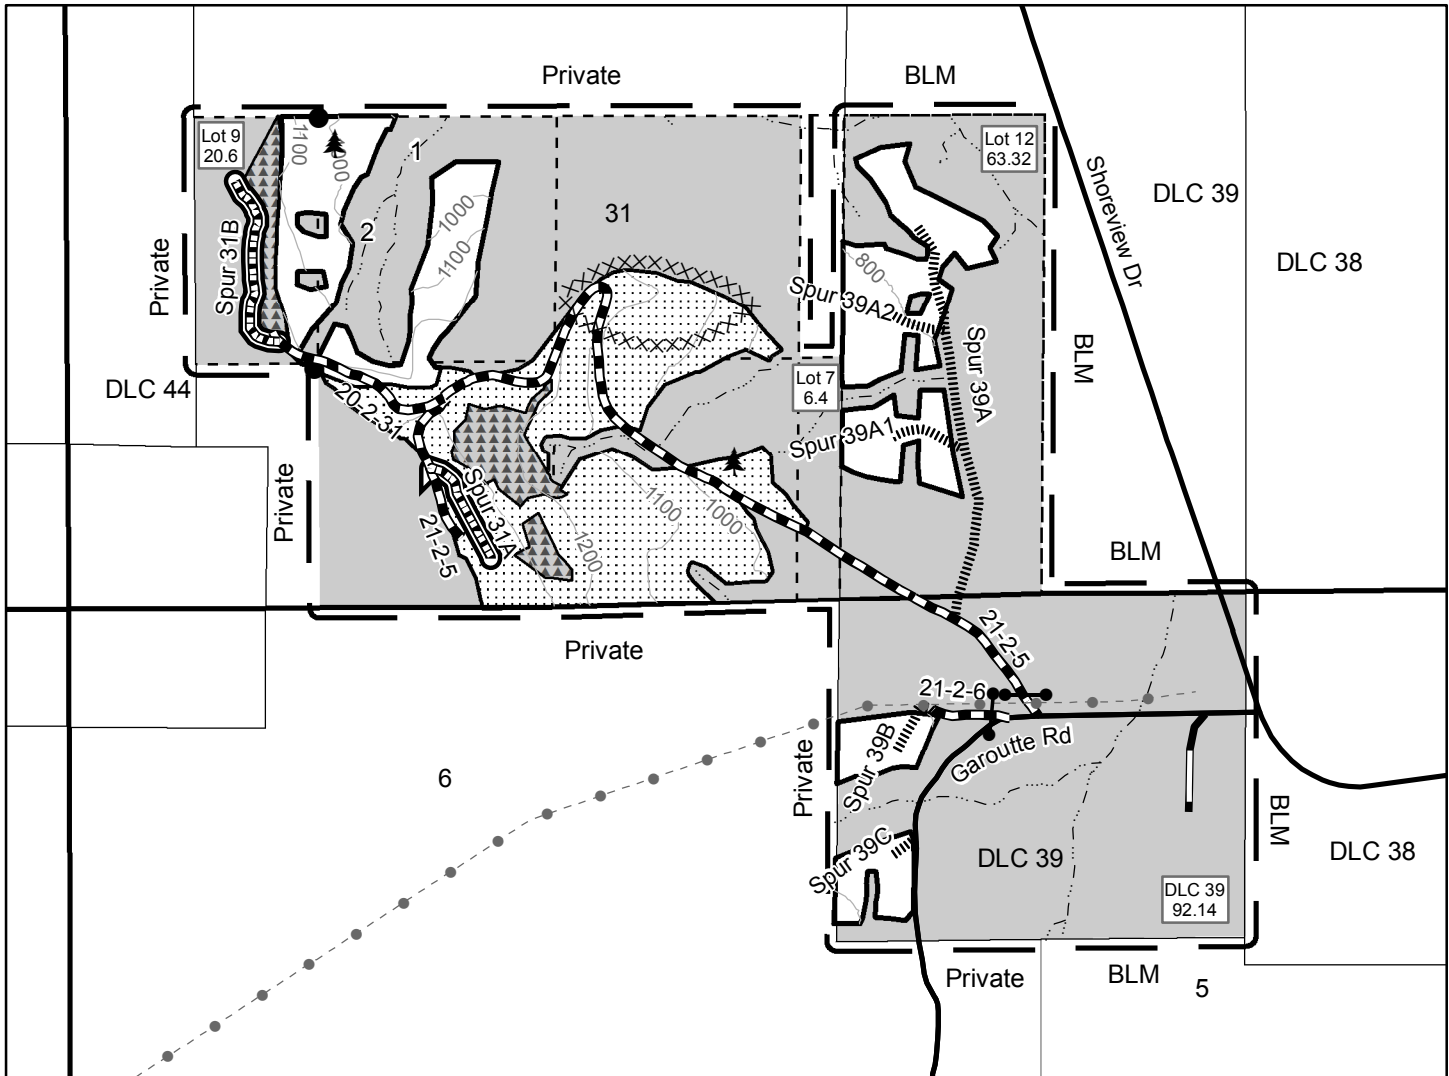 Private
BLM
Lot 9
20.6
1100
1000
1
Lot 12
63.32
Shoreview Dr
DLC 39
2
1000
31
Private
Spur 31B
1100
800
DLC 38
Spur 39A2
Spur 39A
BLM
DLC 44
Lot 7
6.4
20-2-31
Spur 39A1
Private
Spur 31A
21-2-5
1100
1000
1200
BLM
Private
21-2-5
21-2-6
Garoutte Rd
Spur 39B
Private
6
BLM
Spur 39C
DLC 39
DLC 38
DLC 39
92.14
Private
BLM
5